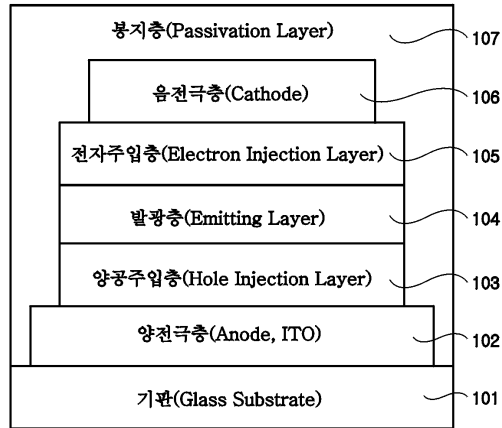 봉지층(Passivation Layer) 107
음전극층(Cathode) 106
전자주입층(Electron Injection Layer) 105
발광층(Emitting Layer) 104
양공주입층(Hole Injection Layer) 103
양전극층(Anode, ITO) 102
기판(Glass Substrate) 101